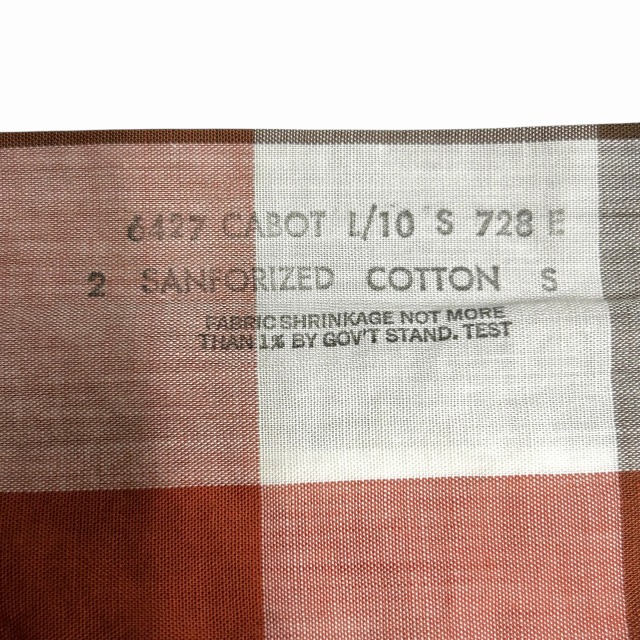 6427 CABOT L/10 S 728 E
2 SANFORIZED COTTON S
FABRIC SHRINKAGE NOT MORE
THAN 1% BY GOV'T STAND. TEST